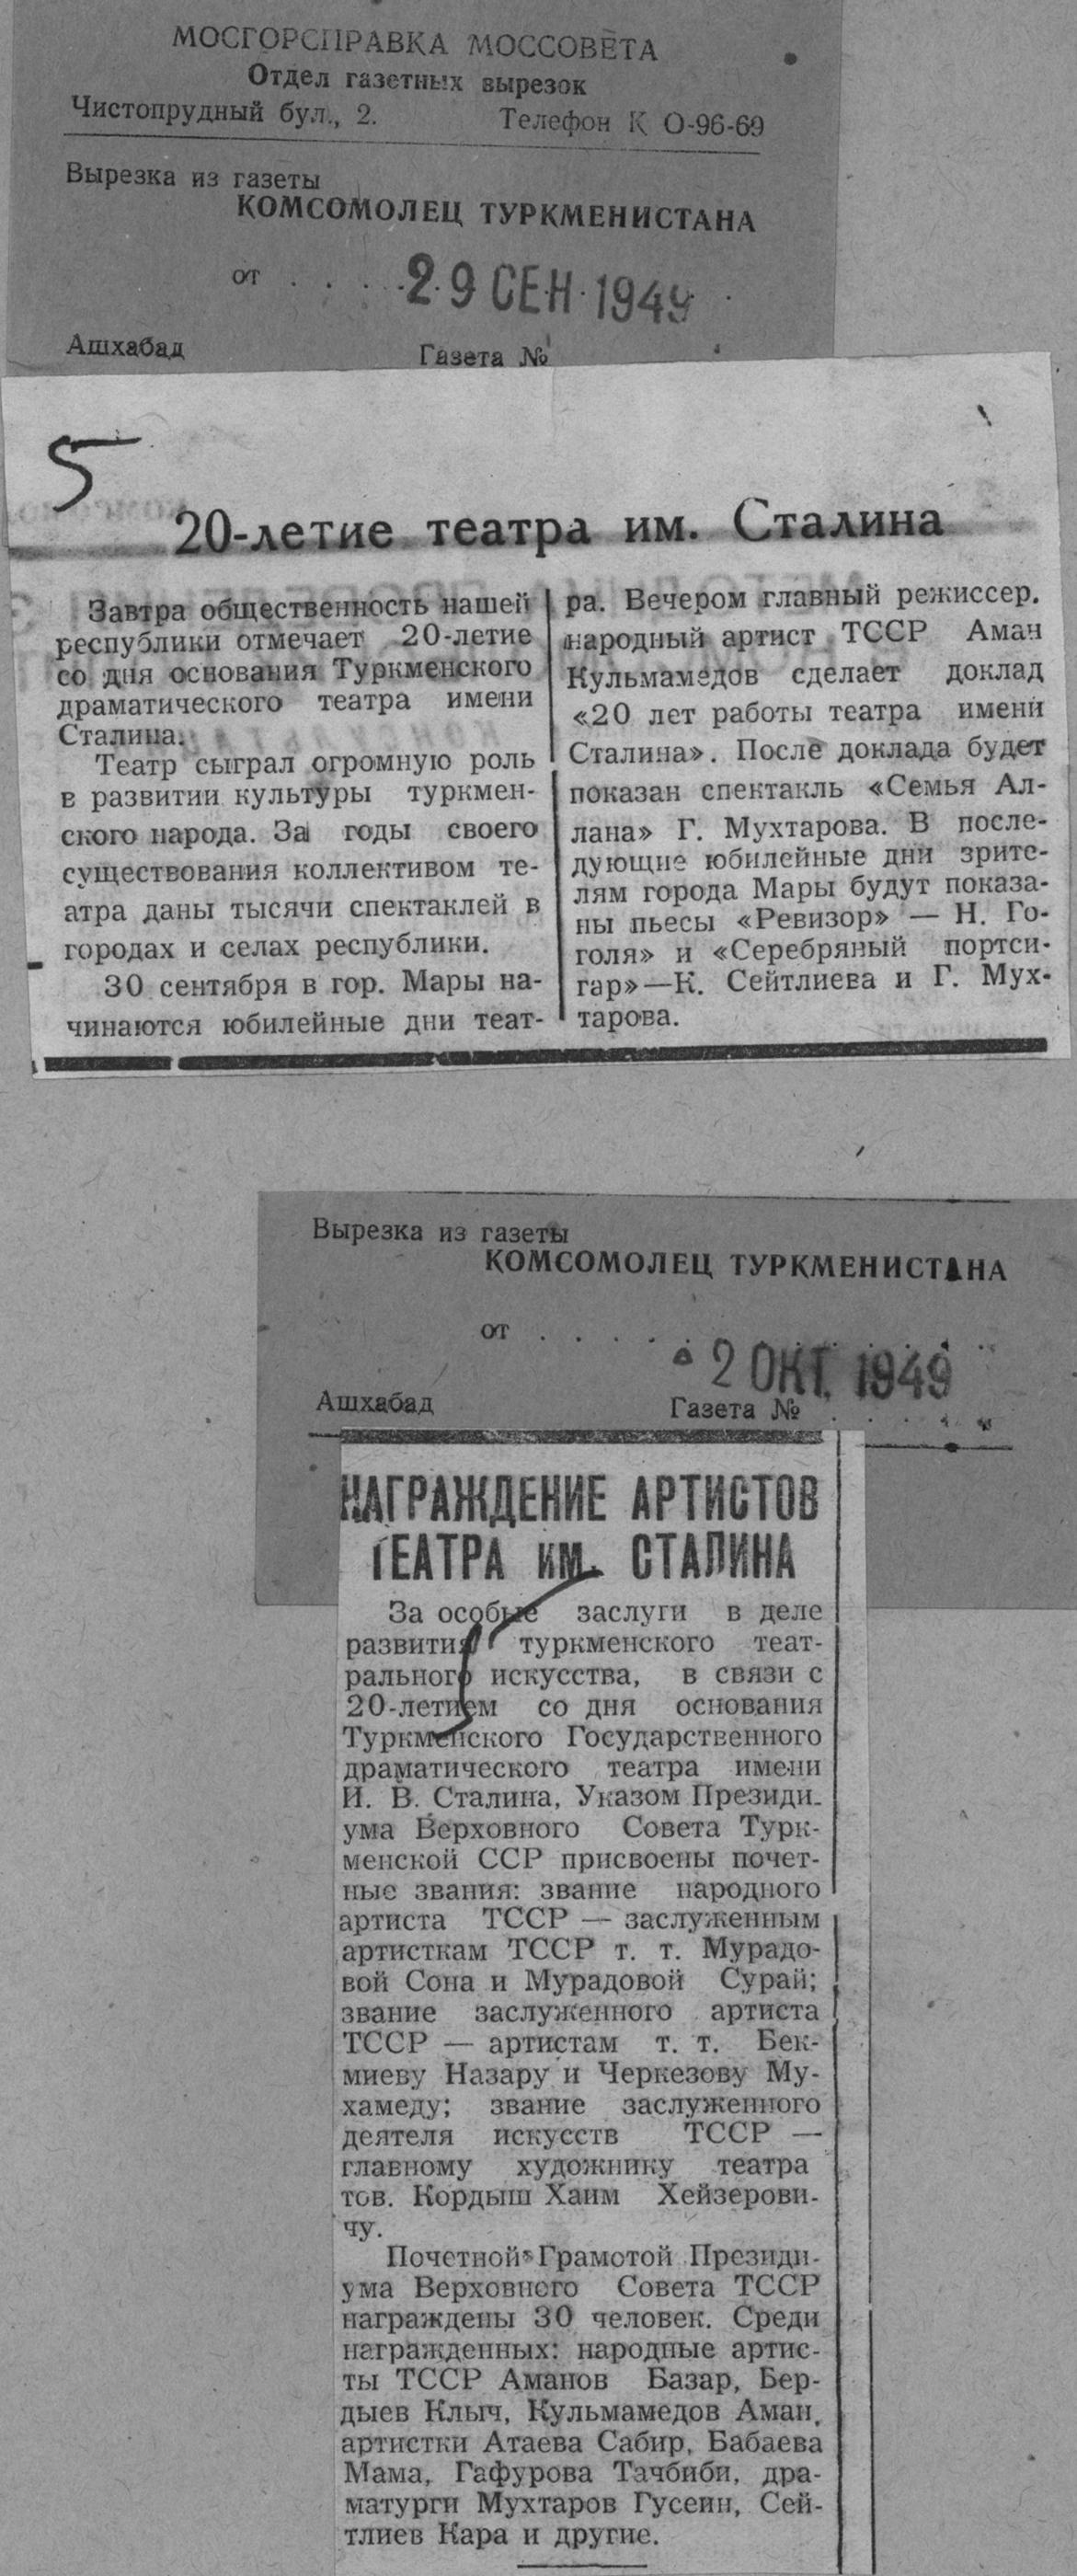 МОСГОРСПРАВКА МОССОВЕТА
Отдел газетных вырезок
Чистопрудный бул., 2. Телефон К 0-96-69
Вырезка из газеты
КОМСОМОЛЕЦ ТУРКМЕНИСТАНА
от . . . . 29 СЕН 1949
Ашхабад Газета №
5
20-летие театра им. Сталина
Завтра общественность нашей
республики отмечает 20-летие
со дня основания Туркменского
драматического театра имени
Сталина.
Театр сыграл огромную роль
в развитии культуры туркмен-
ского народа. За годы своего
существования коллективом те-
атра даны тысячи спектаклей в
городах и селах республики.
30 сентября в гор. Мары на-
чинаются юбилейные дни теат-
ра. Вечером главный режиссер,
народный артист ТССР Аман
Кульмамедов сделает доклад
«20 лет работы театра имени
Сталина». После доклада будет
показан спектакль «Семья Ал-
лана» Г. Мухтарова. В после-
дующие юбилейные дни зрите-
лям города Мары будут показа-
ны пьесы «Ревизор» — Н. Го-
голя» и «Серебряный портси-
гар»—К. Сейтлиева и Г. Мух-
тарова.
Вырезка из газеты
КОМСОМОЛЕЦ ТУРКМЕНИСТАНА
от . . . . . 2 ОКТ. 1949
Ашхабад Газета № . . . .
НАГРАЖДЕНИЕ АРТИСТОВ
ТЕАТРА им. СТАЛИНА
За особые заслуги в деле
развития туркменского теат-
рального искусства, в связи с
20-летием со дня основания
Туркменского Государственного
драматического театра имени
И. В. Сталина, Указом Президи-
ума Верховного Совета Турк-
менской ССР присвоены почет-
ные звания: звание народного
артиста ТССР — заслуженным
артисткам ТССР т. т. Мурадо-
вой Сона и Мурадовой Сурай;
звание заслуженного артиста
ТССР — артистам т. т. Бек-
миеву Назару и Черкезову Му-
хамеду; звание заслуженного
деятеля искусств ТССР —
главному художнику театра
тов. Кордыш Хаим Хейзерови-
чу.
Почетной Грамотой Президи-
ума Верховного Совета ТССР
награждены 30 человек. Среди
награжденных: народные артис-
ты ТССР Аманов Базар, Бер-
дыев Клыч, Кульмамедов Аман,
артистки Атаева Сабир, Бабаева
Мама, Гафурова Тачбиби, дра-
матурги Мухтаров Гусеин, Сей-
тлиев Кара и другие.